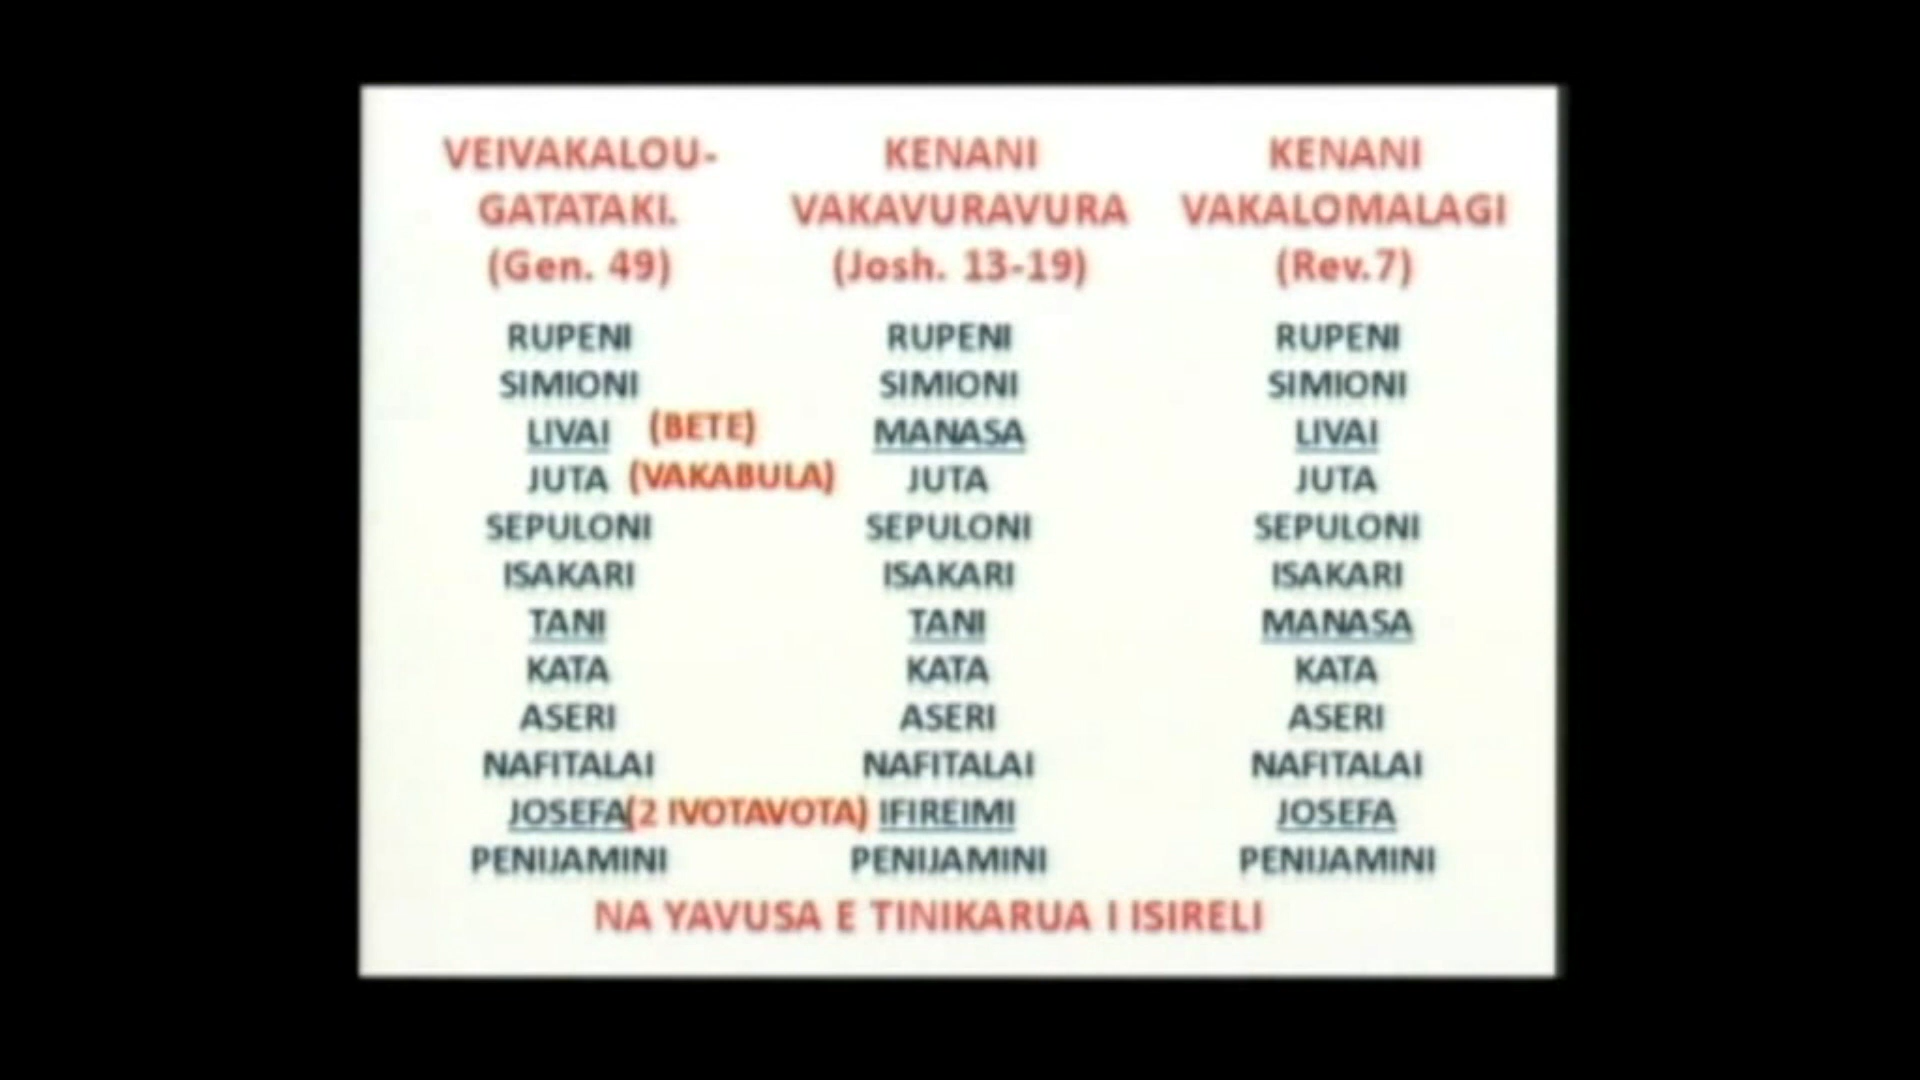 VEIVAKALOU-
GATATAKI.
(Gen. 49)
RUPENI
SIMIONI
LIVAI (BETE)
JUTA (VAKABULA)
SEPULONI
ISAKARI
TANI
KATA
ASERI
NAFITALAI
JOSEFA(2 IVOTAVOTA)
PENIJAMINI
KENANI
VAKAVURAVURA
(Josh. 13-19)
RUPENI
SIMIONI
MANASA
JUTA
SEPULONI
ISAKARI
TANI
KATA
ASERI
NAFITALAI
IFIREIMI
PENIJAMINI
KENANI
VAKALOMALAGI
(Rev.7)
RUPENI
SIMIONI
LIVAI
JUTA
SEPULONI
ISAKARI
MANASA
KATA
ASERI
NAFITALAI
JOSEFA
PENIJAMINI
NA YAVUSA E TINIKARUA I ISIRELI